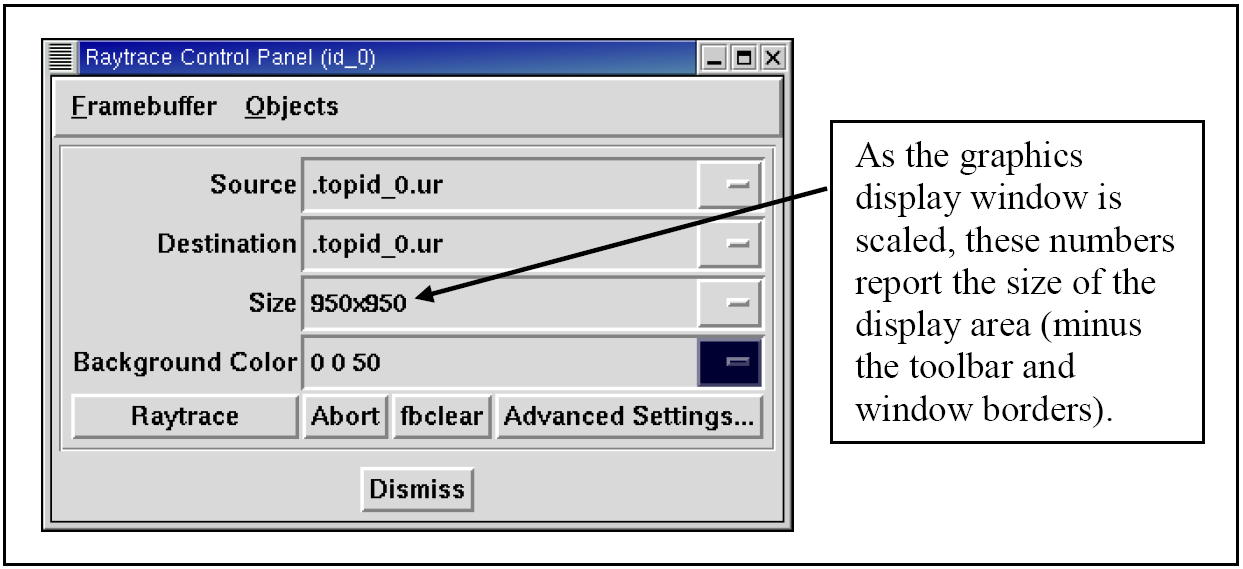 Raytrace Control Panel (id_0)
Framebuffer Objects
Source .topid_0.ur
Destination .topid_0.ur
Size 950x950
Background Color 0 0 50
Raytrace Abort fbclear Advanced Settings...
Dismiss
As the graphics
display window is
scaled, these numbers
report the size of the
display area (minus
the toolbar and
window borders).